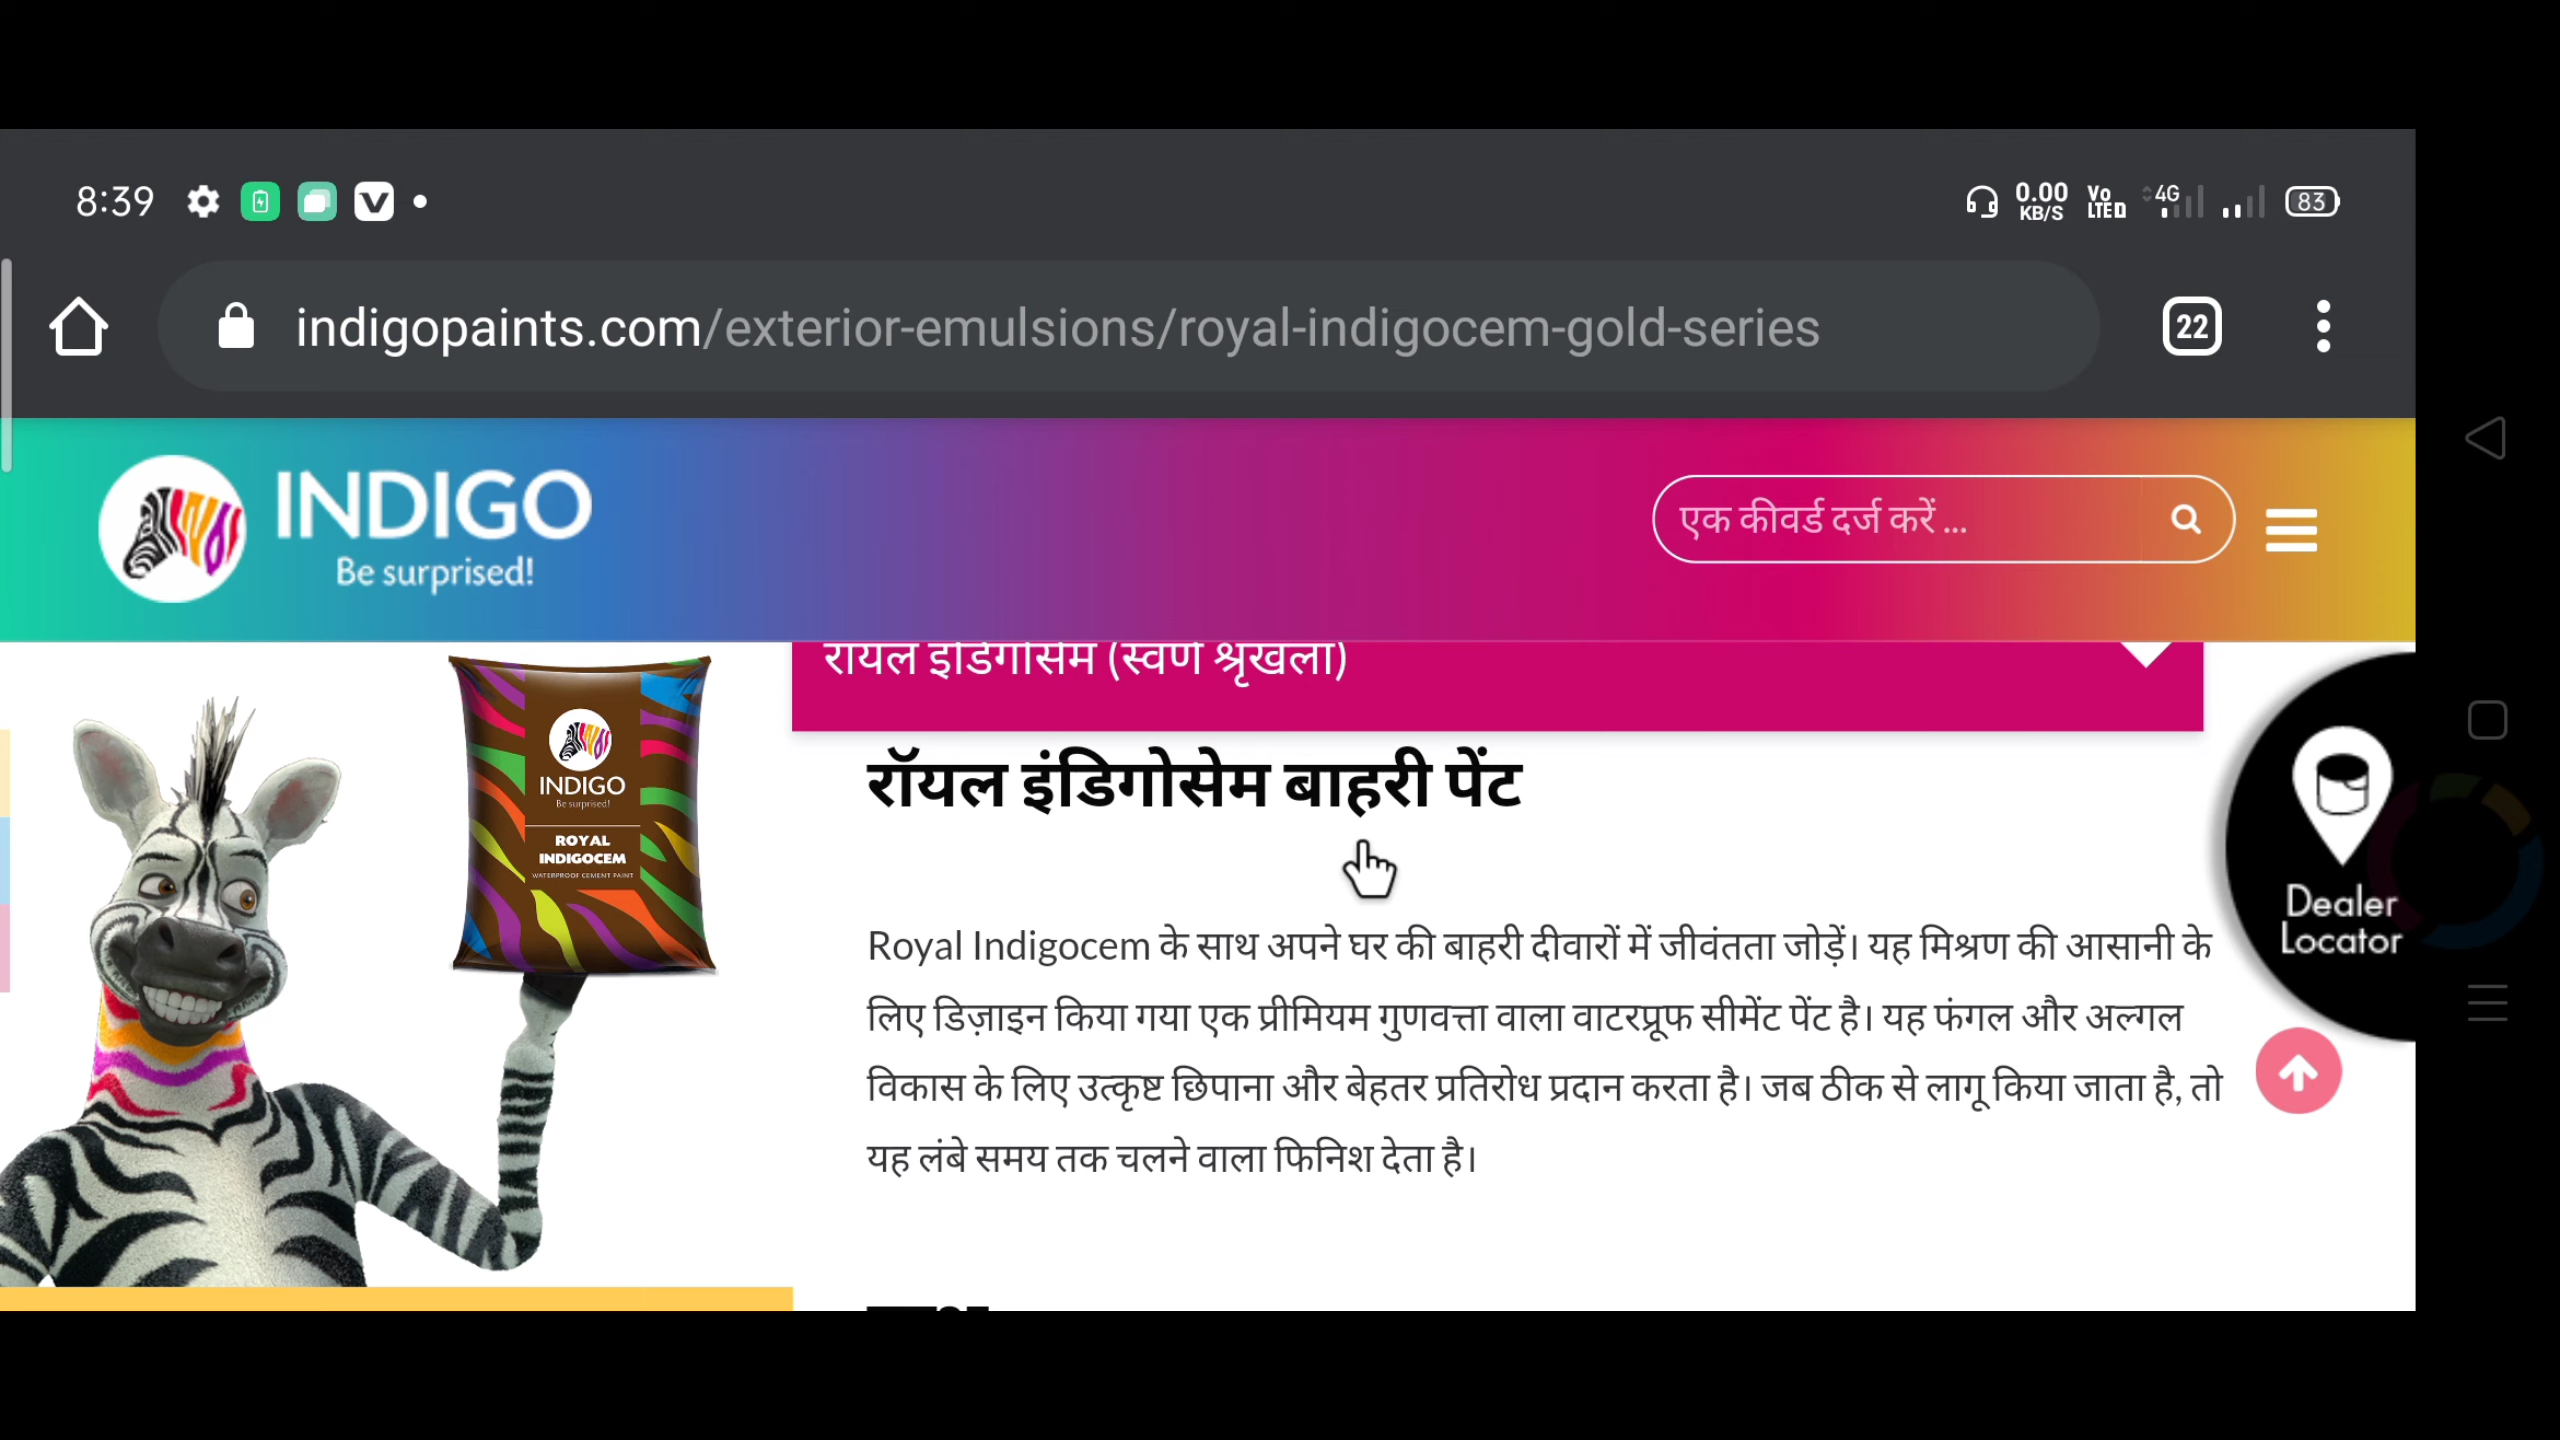 8:39
0.00 KB/S
Vo LTE
4G
83
indigopaints.com/exterior-emulsions/royal-indigocem-gold-series
22
INDIGO
Be surprised!
एक कीवर्ड दर्ज करें ...
रॉयल इंडिगोसेम (स्वर्ण श्रृंखला)
INDIGO
Be surprised!
ROYAL
INDIGOCEM
WATERPROOF CEMENT PAINT
रॉयल इंडिगोसेम बाहरी पेंट
Royal Indigocem के साथ अपने घर की बाहरी दीवारों में जीवंतता जोड़ें। यह मिश्रण की आसानी के
लिए डिज़ाइन किया गया एक प्रीमियम गुणवत्ता वाला वाटरप्रूफ सीमेंट पेंट है। यह फंगल और अल्गल
विकास के लिए उत्कृष्ट छिपाना और बेहतर प्रतिरोध प्रदान करता है। जब ठीक से लागू किया जाता है, तो
यह लंबे समय तक चलने वाला फिनिश देता है।
Dealer
Locator